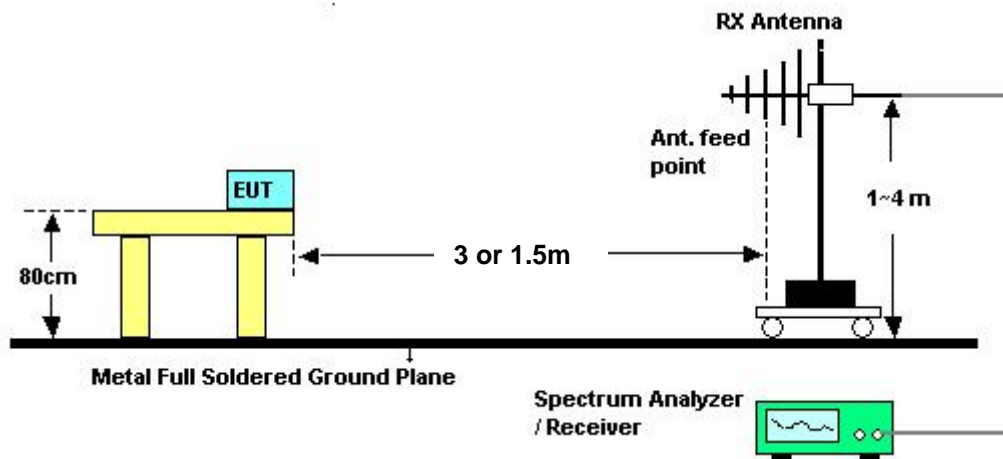 RX Antenna
Ant. feed
point
EUT
1~4 m
3 or 1.5m
80cm
Metal Full Soldered Ground Plane
Spectrum Analyzer
/ Receiver